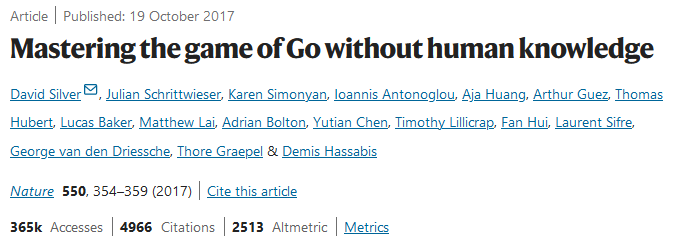 Article | Published: 19 October 2017
Mastering the game of Go without human knowledge
David Silver, Julian Schrittwieser, Karen Simonyan, Ioannis Antonoglou, Aja Huang, Arthur Guez, Thomas
Hubert, Lucas Baker, Matthew Lai, Adrian Bolton, Yutian Chen, Timothy Lillicrap, Fan Hui, Laurent Sifre,
George van den Driessche, Thore Graepel & Demis Hassabis
Nature 550, 354–359 (2017) | Cite this article
365k Accesses | 4966 Citations | 2513 Altmetric | Metrics